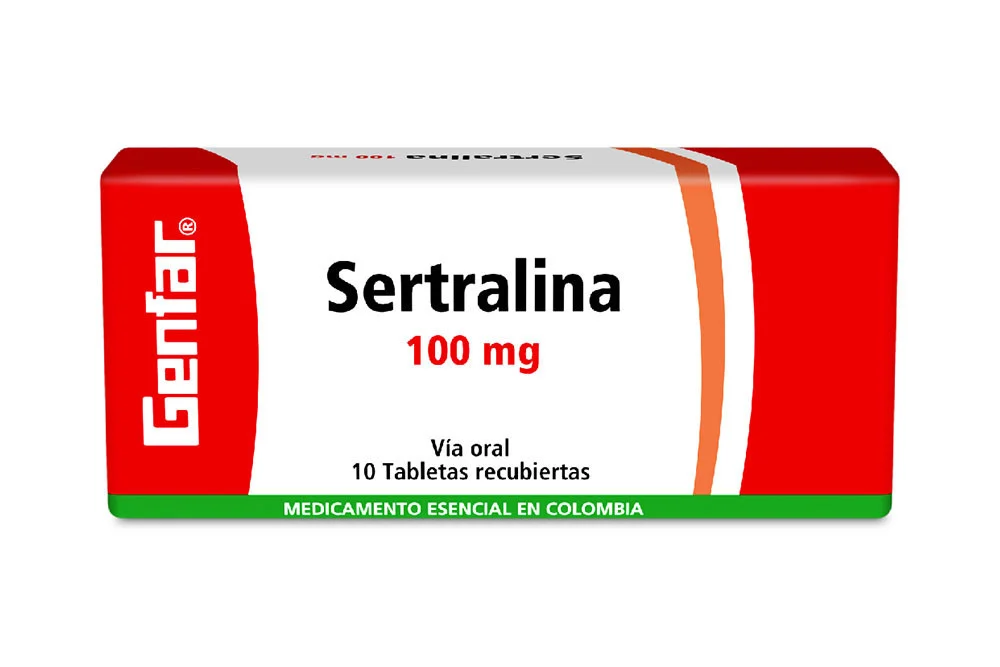 Sertralina 100 mg
Genfar®
Sertralina
100 mg
Vía oral
10 Tabletas recubiertas
MEDICAMENTO ESENCIAL EN COLOMBIA